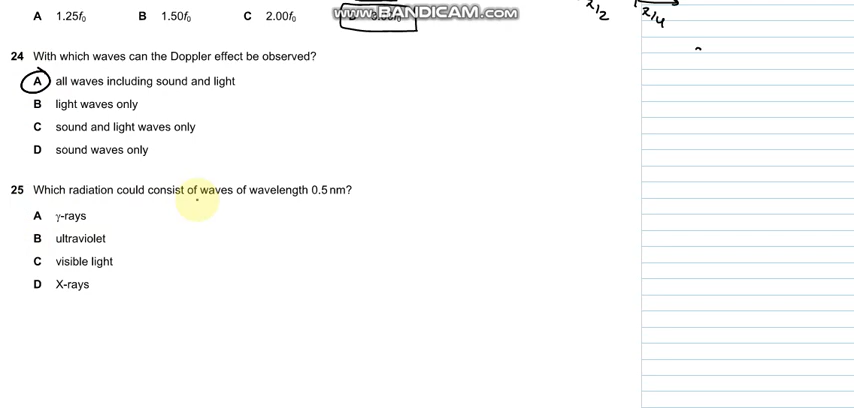 A 1.25f₀ B 1.50f₀ C 2.00f₀
www.BANDICAM.com
λ/2
λ/4
24 With which waves can the Doppler effect be observed?
A all waves including sound and light
B light waves only
C sound and light waves only
D sound waves only
25 Which radiation could consist of waves of wavelength 0.5 nm?
A γ-rays
B ultraviolet
C visible light
D X-rays